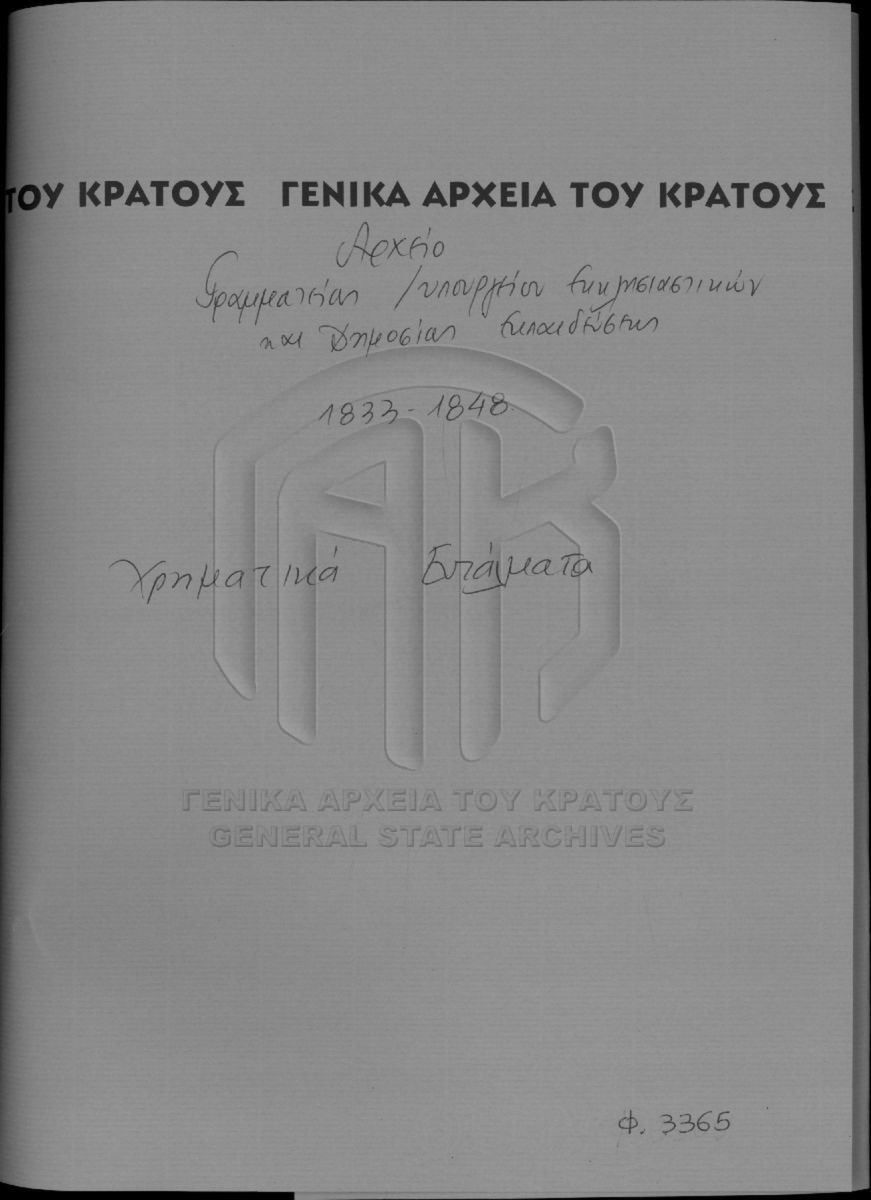 ΤΟΥ ΚΡΑΤΟΥΣ ΓΕΝΙΚΑ ΑΡΧΕΙΑ ΤΟΥ ΚΡΑΤΟΥΣ
Αρχείο
Γραμματείας / Υπουργείου Εκκλησιαστικών
και Δημοσίας Εκπαιδεύσεως
1833-1848
Χρηματικά Εντάλματα
ΓΕΝΙΚΑ ΑΡΧΕΙΑ ΤΟΥ ΚΡΑΤΟΥΣ
GENERAL STATE ARCHIVES
Φ. 3365